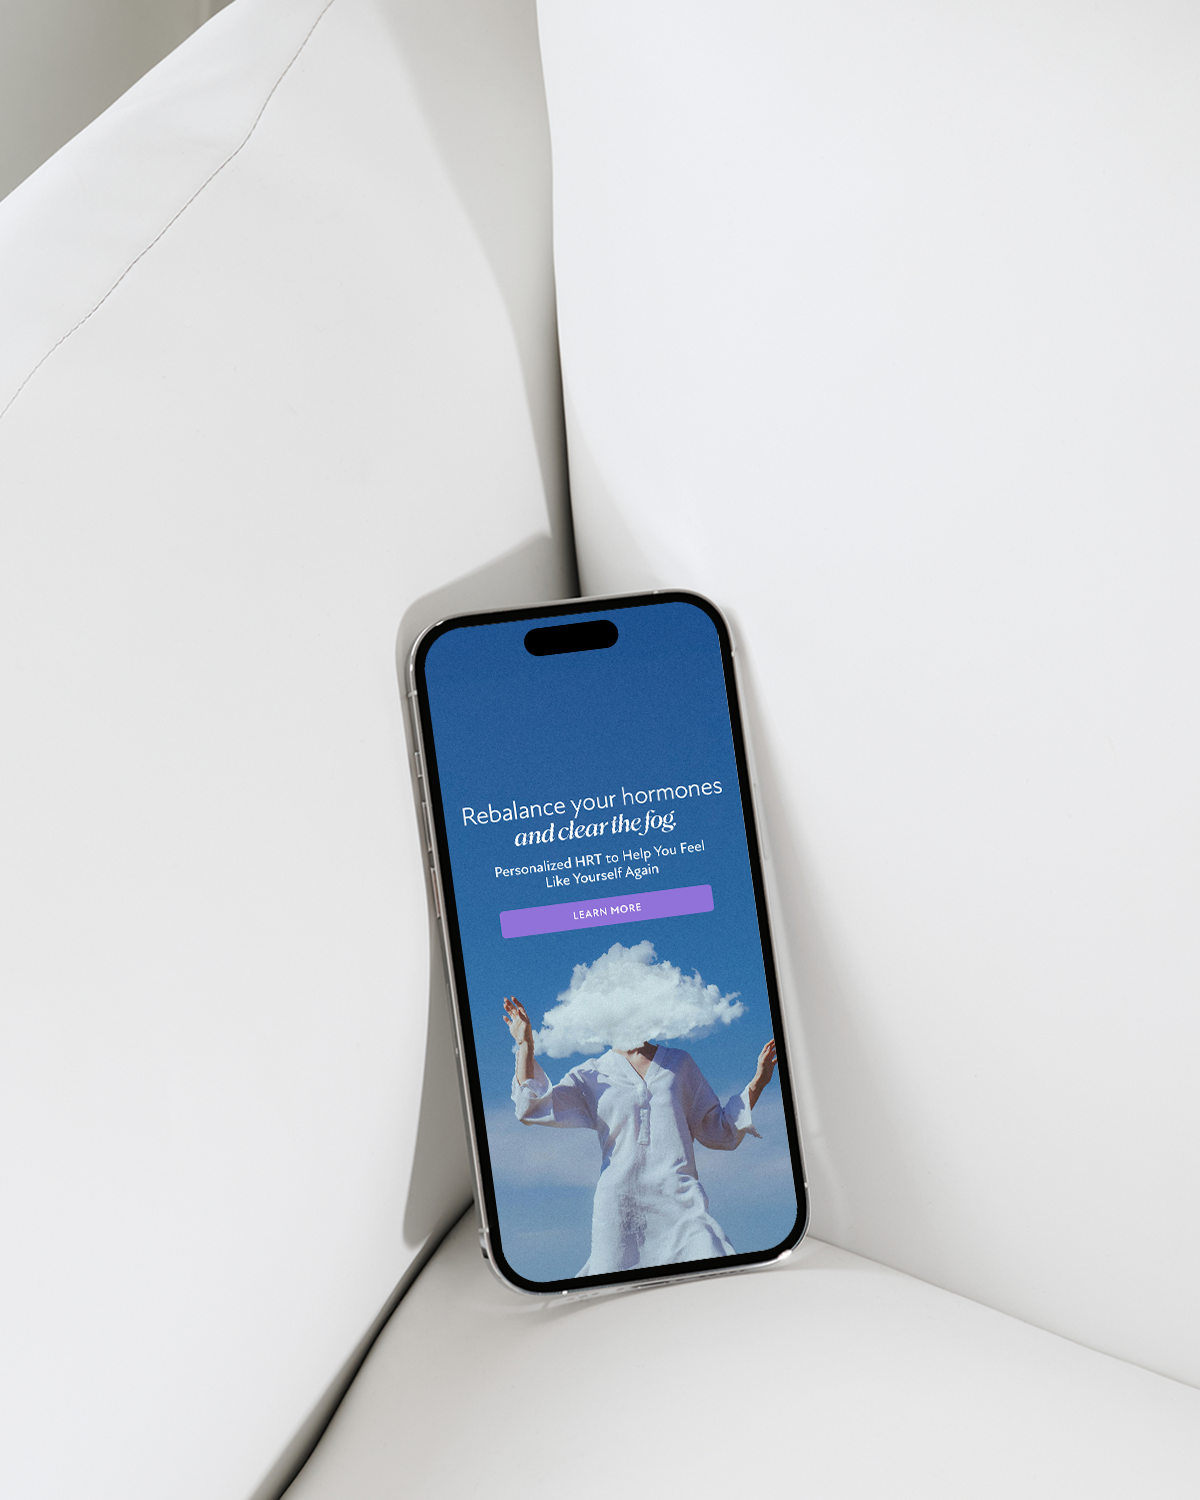 Rebalance your hormones
and clear the fog.
Personalized HRT to Help You Feel
Like Yourself Again
LEARN MORE